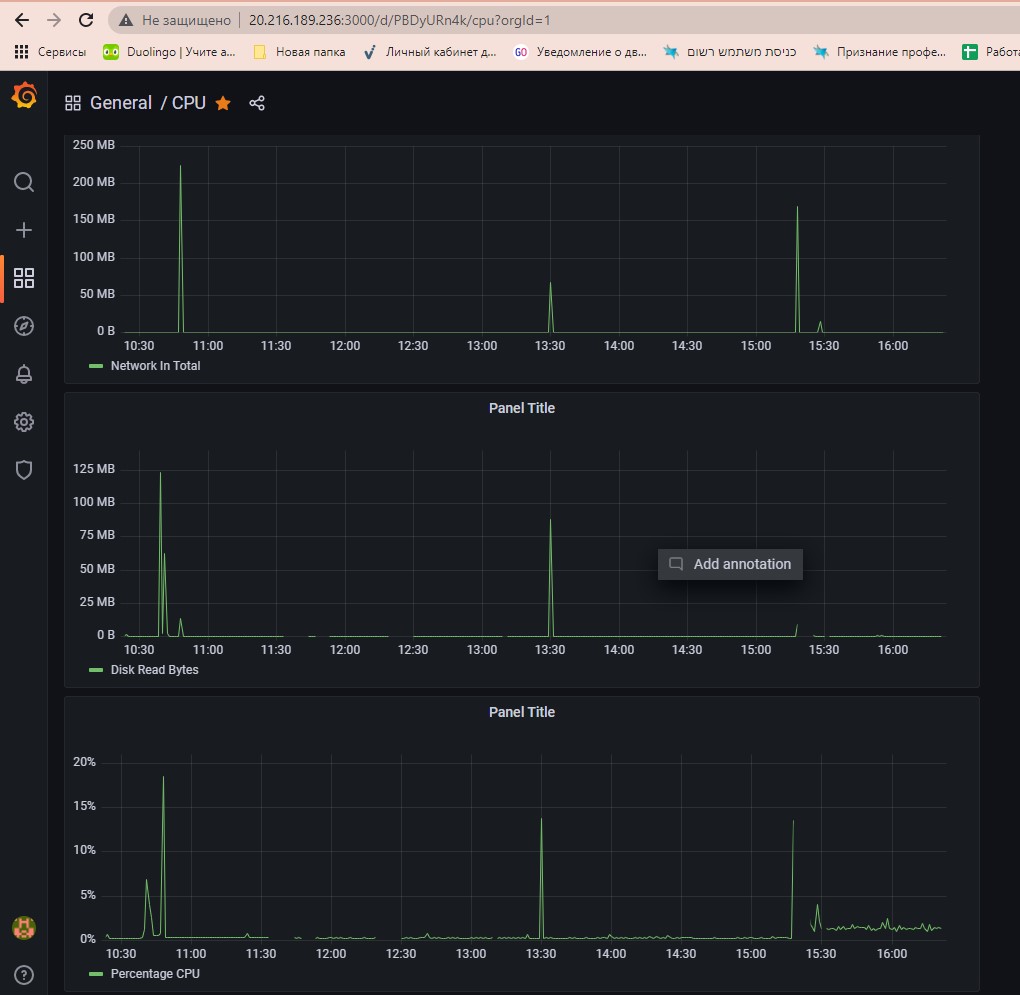 Не защищено | 20.216.189.236:3000/d/PBDyURn4k/cpu?orgId=1
Сервисы Duolingo | Учите а... Новая папка Личный кабинет д... GO Уведомление о дв... כניסת משתמש רשום Признание профе... Работа
General / CPU
250 MB
200 MB
150 MB
100 MB
50 MB
0 B
10:30 11:00 11:30 12:00 12:30 13:00 13:30 14:00 14:30 15:00 15:30 16:00
Network In Total
Panel Title
125 MB
100 MB
75 MB
50 MB
25 MB
0 B
Add annotation
10:30 11:00 11:30 12:00 12:30 13:00 13:30 14:00 14:30 15:00 15:30 16:00
Disk Read Bytes
Panel Title
20%
15%
10%
5%
0%
10:30 11:00 11:30 12:00 12:30 13:00 13:30 14:00 14:30 15:00 15:30 16:00
Percentage CPU